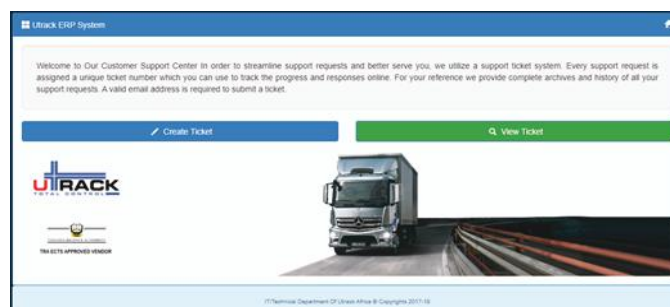 Utrack ERP System
Welcome to Our Customer Support Center In order to streamline support requests and better serve you, we utilize a support ticket system. Every support request is
assigned a unique ticket number which you can use to track the progress and responses online. For your reference we provide complete archives and history of all your
support requests. A valid email address is required to submit a ticket.
Create Ticket
View Ticket
UTRACK
TOTAL CONTROL
TRA ECTS APPROVED VENDOR
IT/Technical Department Of Utrack Africa © Copyrights 2017-18